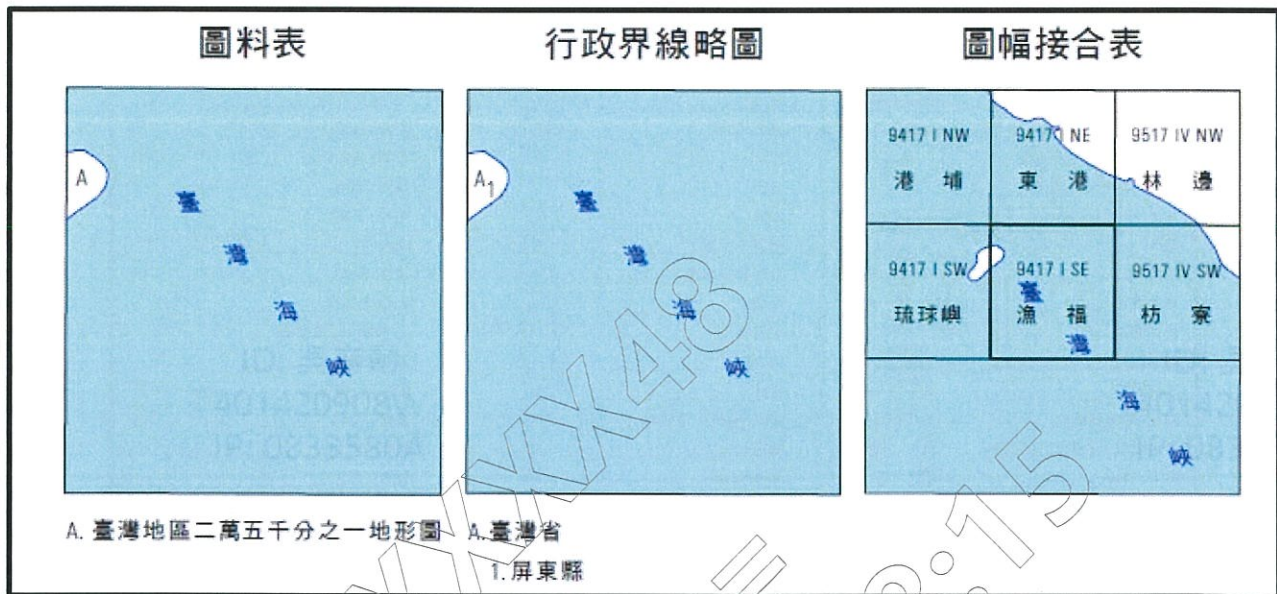 圖料表
行政界線略圖
圖幅接合表
A
臺
灣
海
峽
A1
臺
灣
海
峽
9417 I NW
港 埔
9417 I NE
東 港
9517 IV NW
林 邊
9417 I SW
琉球嶼
9417 I SE
漁 福
9517 IV SW
枋 寮
臺
灣
海
峽
A. 臺灣地區二萬五千分之一地形圖
A.臺灣省
1.屏東縣